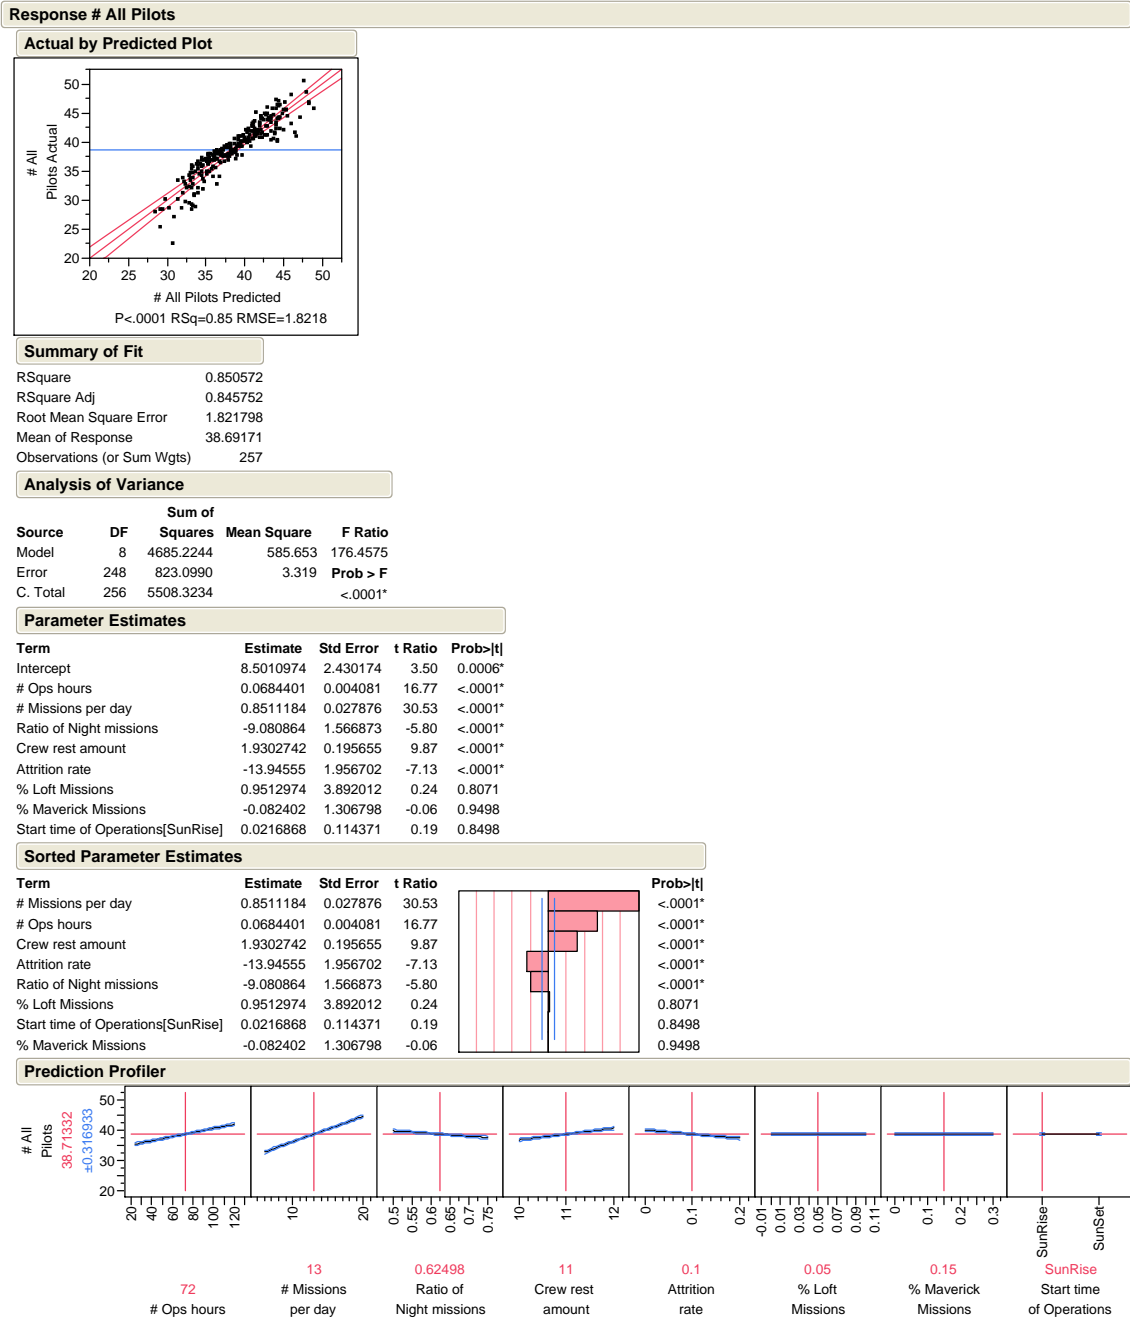 Response # All Pilots
Actual by Predicted Plot
# All
Pilots Actual
50
45
40
35
30
25
20
20 25 30 35 40 45 50
# All Pilots Predicted
P<.0001 RSq=0.85 RMSE=1.8218
Summary of Fit
RSquare 0.850572
RSquare Adj 0.845752
Root Mean Square Error 1.821798
Mean of Response 38.69171
Observations (or Sum Wgts) 257
Analysis of Variance
Sum of
Source DF Squares Mean Square F Ratio
Model 8 4685.2244 585.653 176.4575
Error 248 823.0990 3.319 Prob > F
C. Total 256 5508.3234 <.0001*
Parameter Estimates
Term Estimate Std Error t Ratio Prob>|t|
Intercept 8.5010974 2.430174 3.50 0.0006*
# Ops hours 0.0684401 0.004081 16.77 <.0001*
# Missions per day 0.8511184 0.027876 30.53 <.0001*
Ratio of Night missions -9.080864 1.566873 -5.80 <.0001*
Crew rest amount 1.9302742 0.195655 9.87 <.0001*
Attrition rate -13.94555 1.956702 -7.13 <.0001*
% Loft Missions 0.9512974 3.892012 0.24 0.8071
% Maverick Missions -0.082402 1.306798 -0.06 0.9498
Start time of Operations[SunRise] 0.0216868 0.114371 0.19 0.8498
Sorted Parameter Estimates
Term Estimate Std Error t Ratio Prob>|t|
# Missions per day 0.8511184 0.027876 30.53 <.0001*
# Ops hours 0.0684401 0.004081 16.77 <.0001*
Crew rest amount 1.9302742 0.195655 9.87 <.0001*
Attrition rate -13.94555 1.956702 -7.13 <.0001*
Ratio of Night missions -9.080864 1.566873 -5.80 <.0001*
% Loft Missions 0.9512974 3.892012 0.24 0.8071
Start time of Operations[SunRise] 0.0216868 0.114371 0.19 0.8498
% Maverick Missions -0.082402 1.306798 -0.06 0.9498
Prediction Profiler
# All
Pilots
38.71332
±0.316933
50
40
30
20
20 40 60 80 100 120
10 20
0.5 0.55 0.6 0.65 0.7 0.75
10 11 12
0 0.1 0.2
-0.01 0.01 0.03 0.05 0.07 0.09 0.11
0 0.1 0.2 0.3
SunRise SunSet
72
# Ops hours
13
# Missions
per day
0.62498
Ratio of
Night missions
11
Crew rest
amount
0.1
Attrition
rate
0.05
% Loft
Missions
0.15
% Maverick
Missions
SunRise
Start time
of Operations